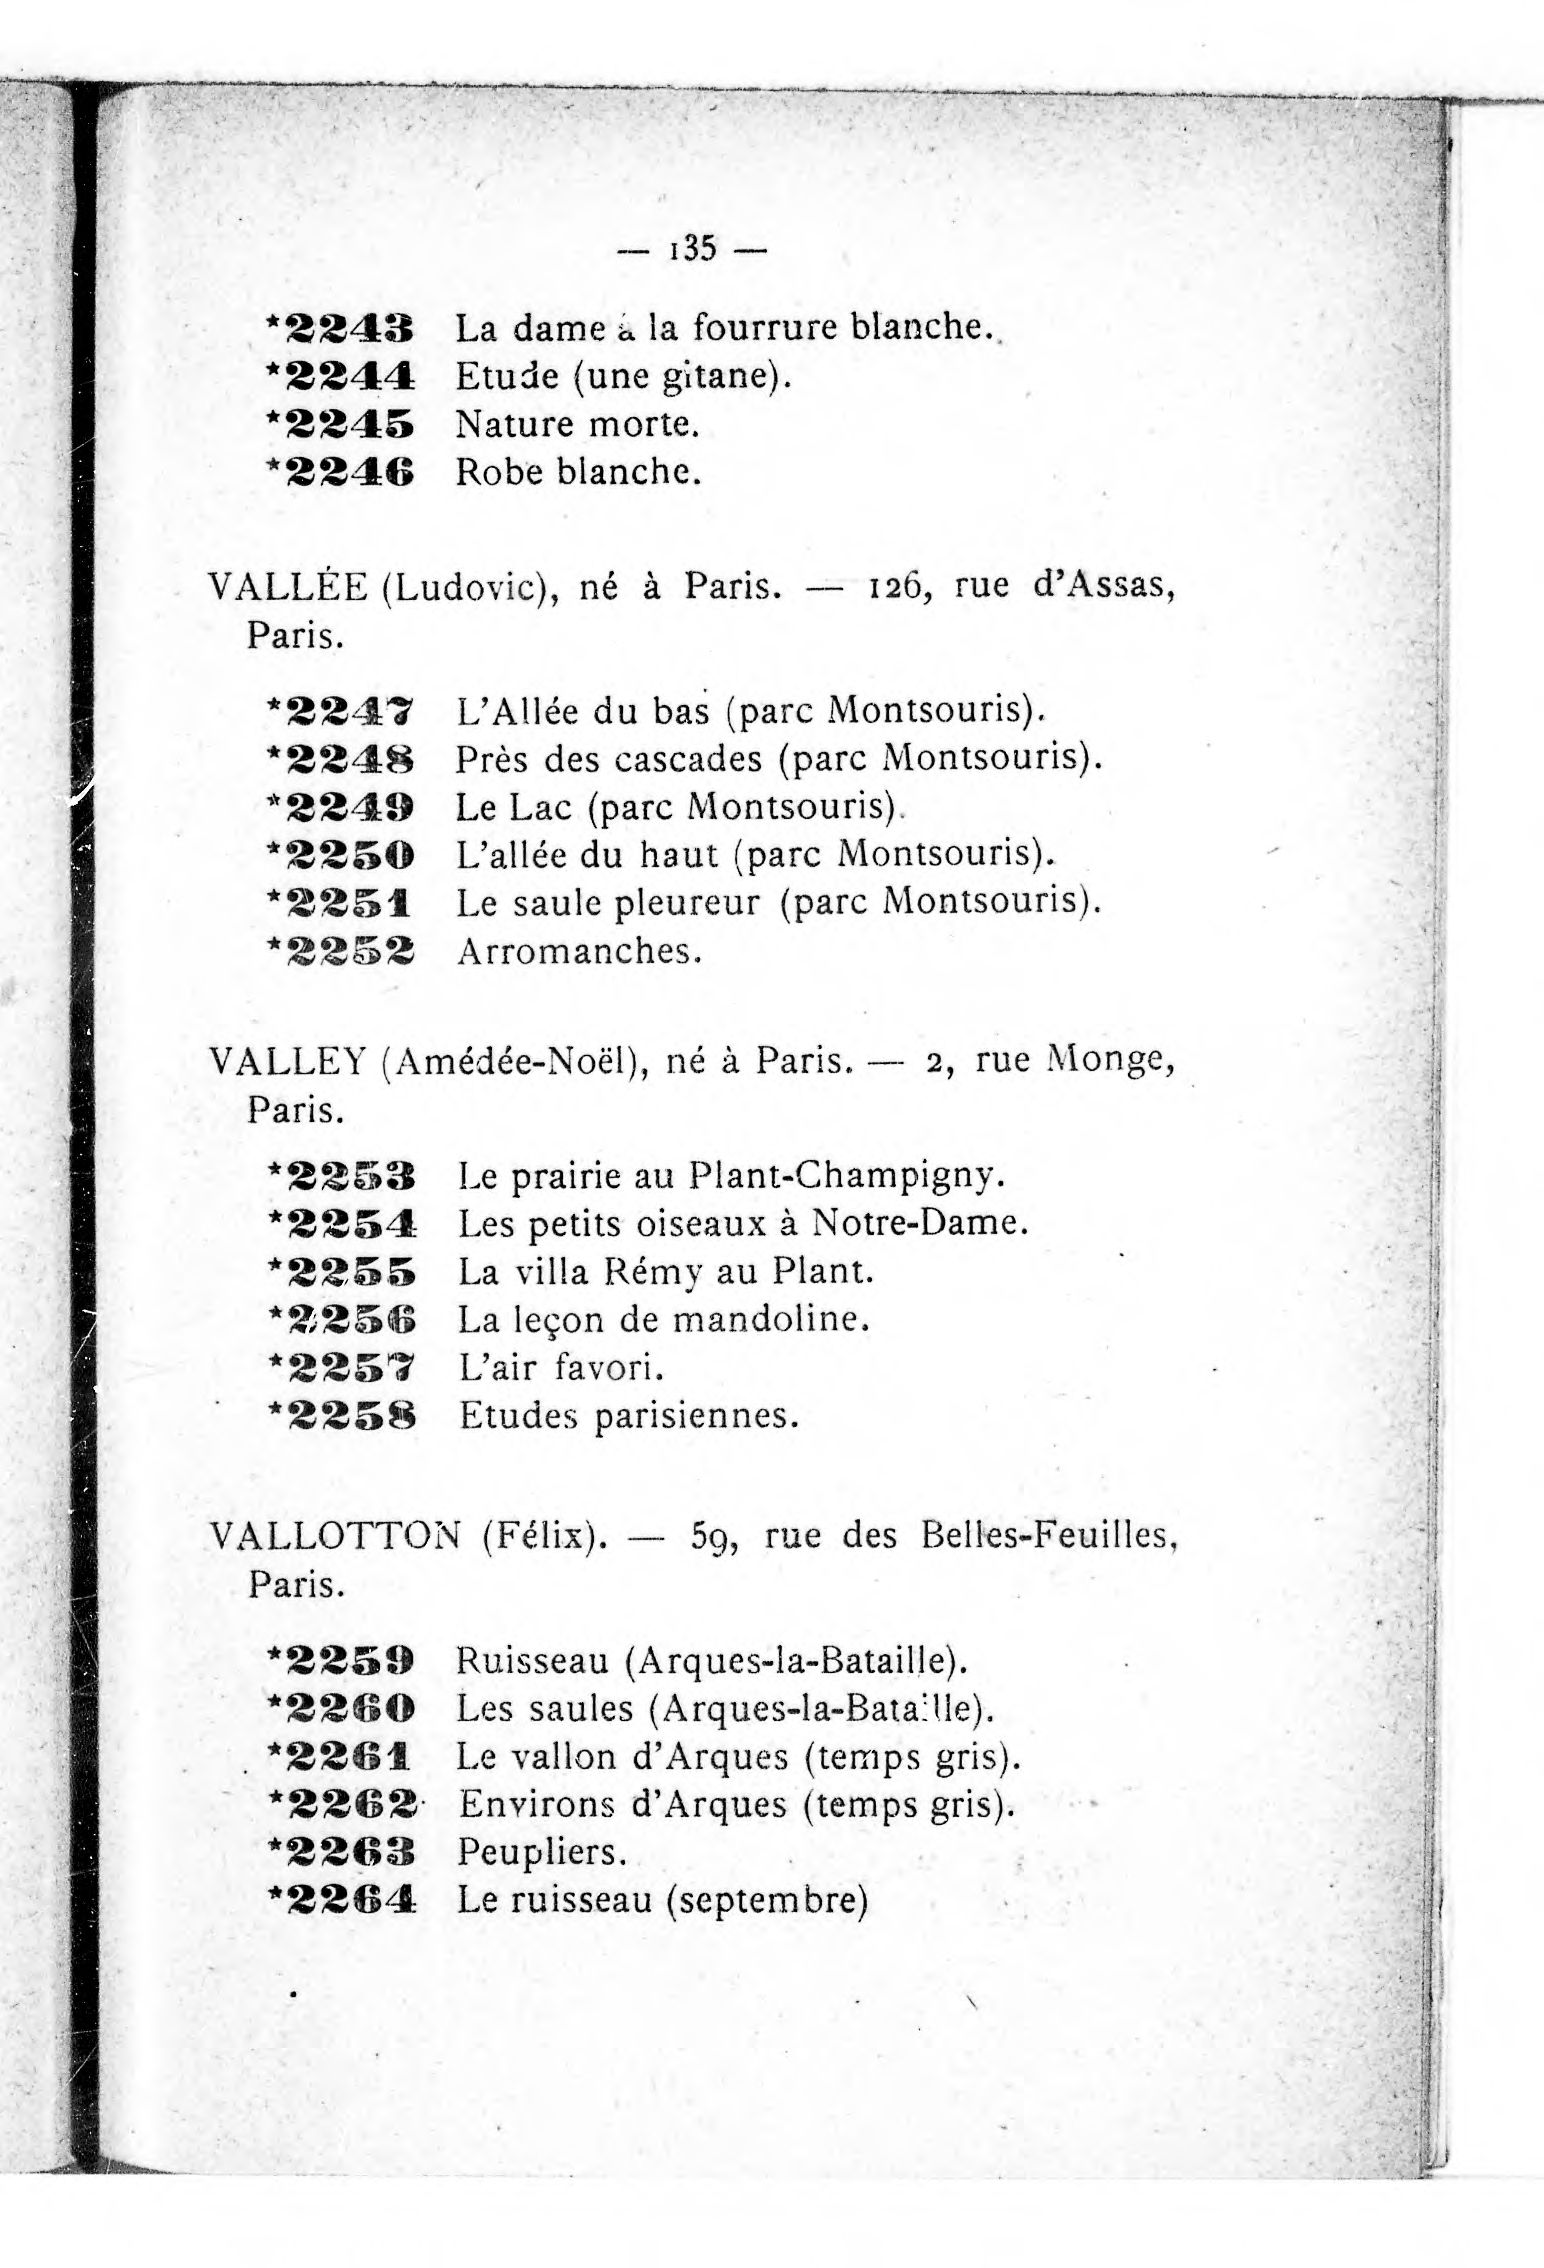 — 135 —
*2243 La dame à la fourrure blanche.
*2244 Etude (une gitane).
*2245 Nature morte.
*2246 Robe blanche.
VALLÉE (Ludovic), né à Paris. — 126, rue d'Assas,
Paris.
*2247 L'Allée du bas (parc Montsouris).
*2248 Près des cascades (parc Montsouris).
*2249 Le Lac (parc Montsouris).
*2250 L'allée du haut (parc Montsouris).
*2251 Le saule pleureur (parc Montsouris).
*2252 Arromanches.
VALLEY (Amédée-Noël), né à Paris. — 2, rue Monge,
Paris.
*2253 Le prairie au Plant-Champigny.
*2254 Les petits oiseaux à Notre-Dame.
*2255 La villa Rémy au Plant.
*2256 La leçon de mandoline.
*2257 L'air favori.
*2258 Etudes parisiennes.
VALLOTTON (Félix). — 59, rue des Belles-Feuilles,
Paris.
*2259 Ruisseau (Arques-la-Bataille).
*2260 Les saules (Arques-la-Bataille).
*2261 Le vallon d'Arques (temps gris).
*2262 Environs d'Arques (temps gris).
*2263 Peupliers.
*2264 Le ruisseau (septembre)